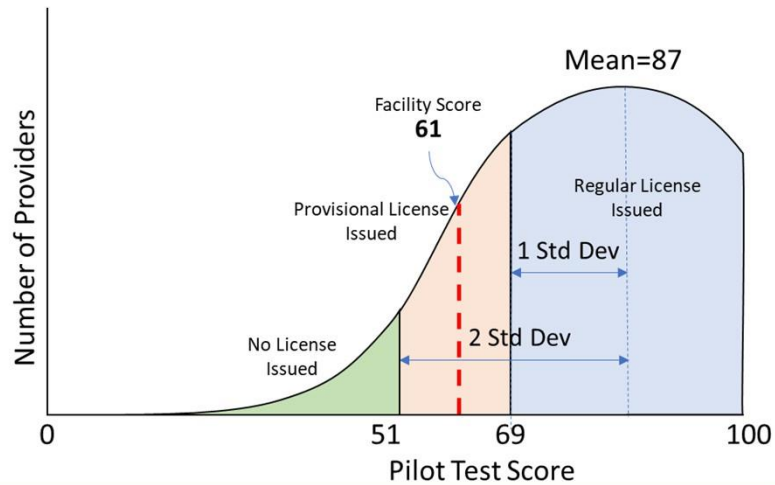 Mean=87
Facility Score
61
Provisional License
Issued
Regular License
Issued
1 Std Dev
2 Std Dev
No License
Issued
Number of Providers
0
51
69
100
Pilot Test Score